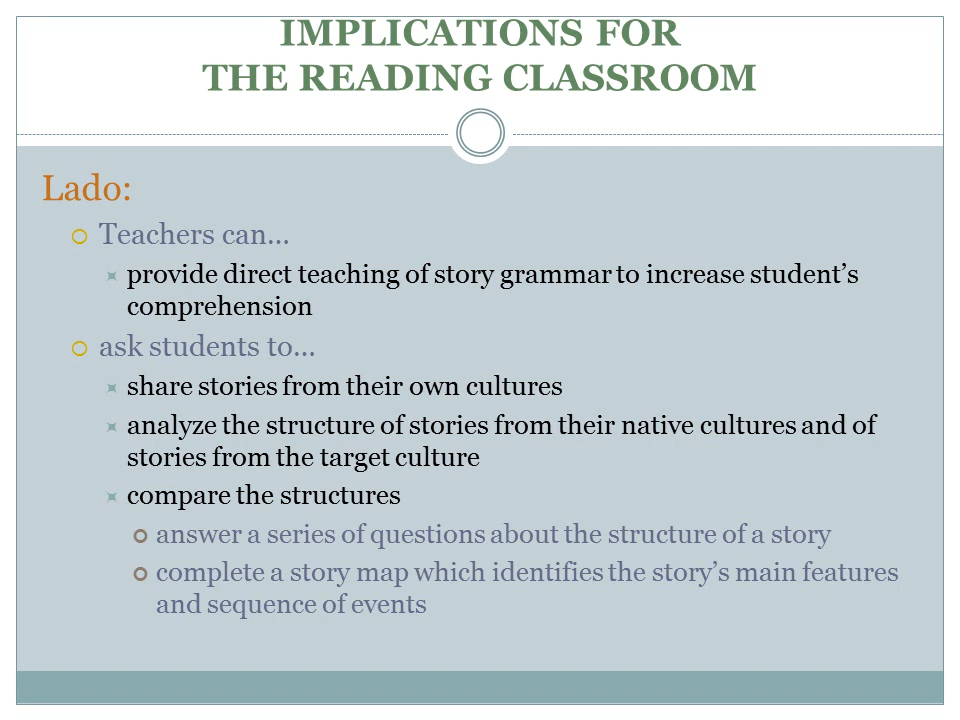 IMPLICATIONS FOR
THE READING CLASSROOM
Lado:
Teachers can…
provide direct teaching of story grammar to increase student’s
comprehension
ask students to…
share stories from their own cultures
analyze the structure of stories from their native cultures and of
stories from the target culture
compare the structures
answer a series of questions about the structure of a story
complete a story map which identifies the story’s main features
and sequence of events